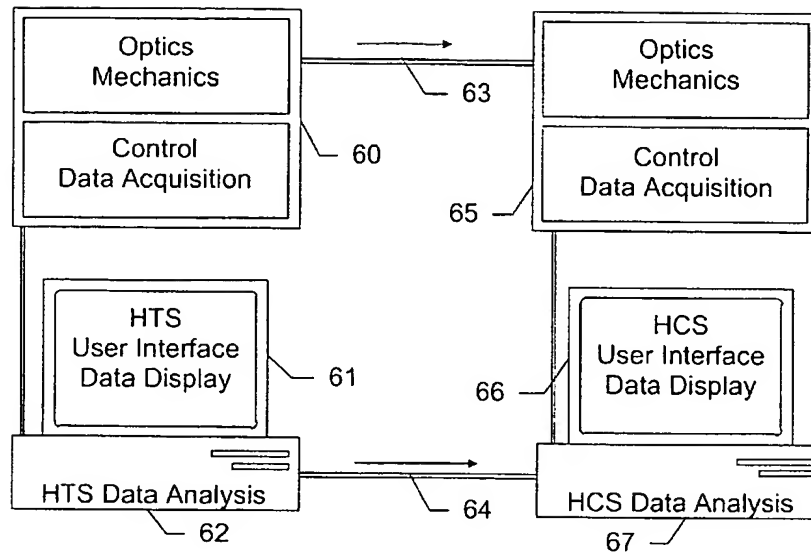 Optics
Mechanics
Control
Data Acquisition
60
63
Optics
Mechanics
Control
Data Acquisition
65
HTS
User Interface
Data Display
61
HTS Data Analysis
62
64
HCS
User Interface
Data Display
66
HCS Data Analysis
67